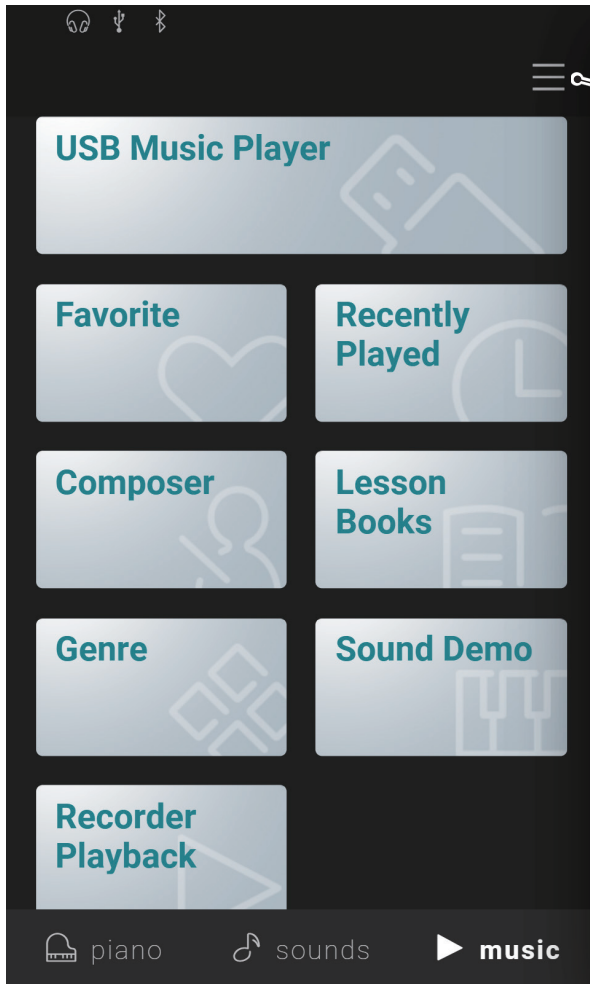 USB Music Player
Favorite
Recently
Played
Composer
Lesson
Books
Genre
Sound Demo
Recorder
Playback
piano
sounds
music